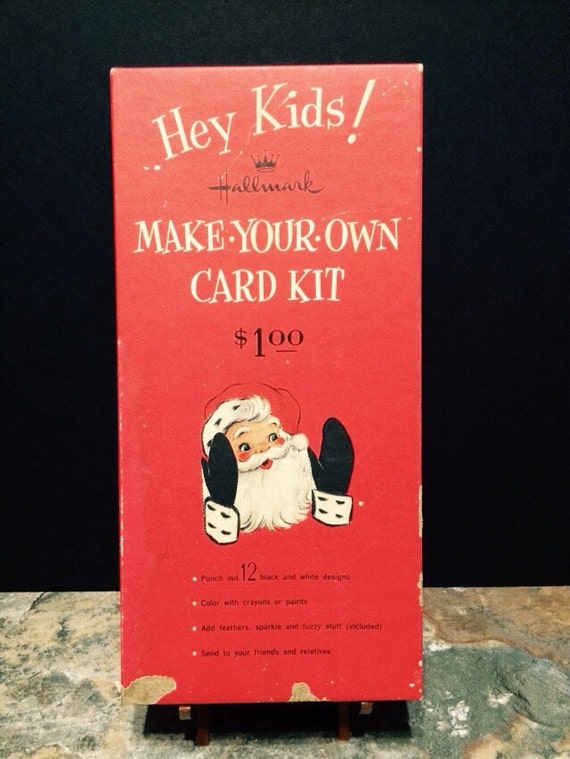 Hey Kids!
Hallmark
MAKE·YOUR·OWN
CARD KIT
$1.00
• Punch out 12 black and white designs
• Color with crayons or paints
• Add feathers, sparkle and fuzzy stuff (included)
• Send to your friends and relatives